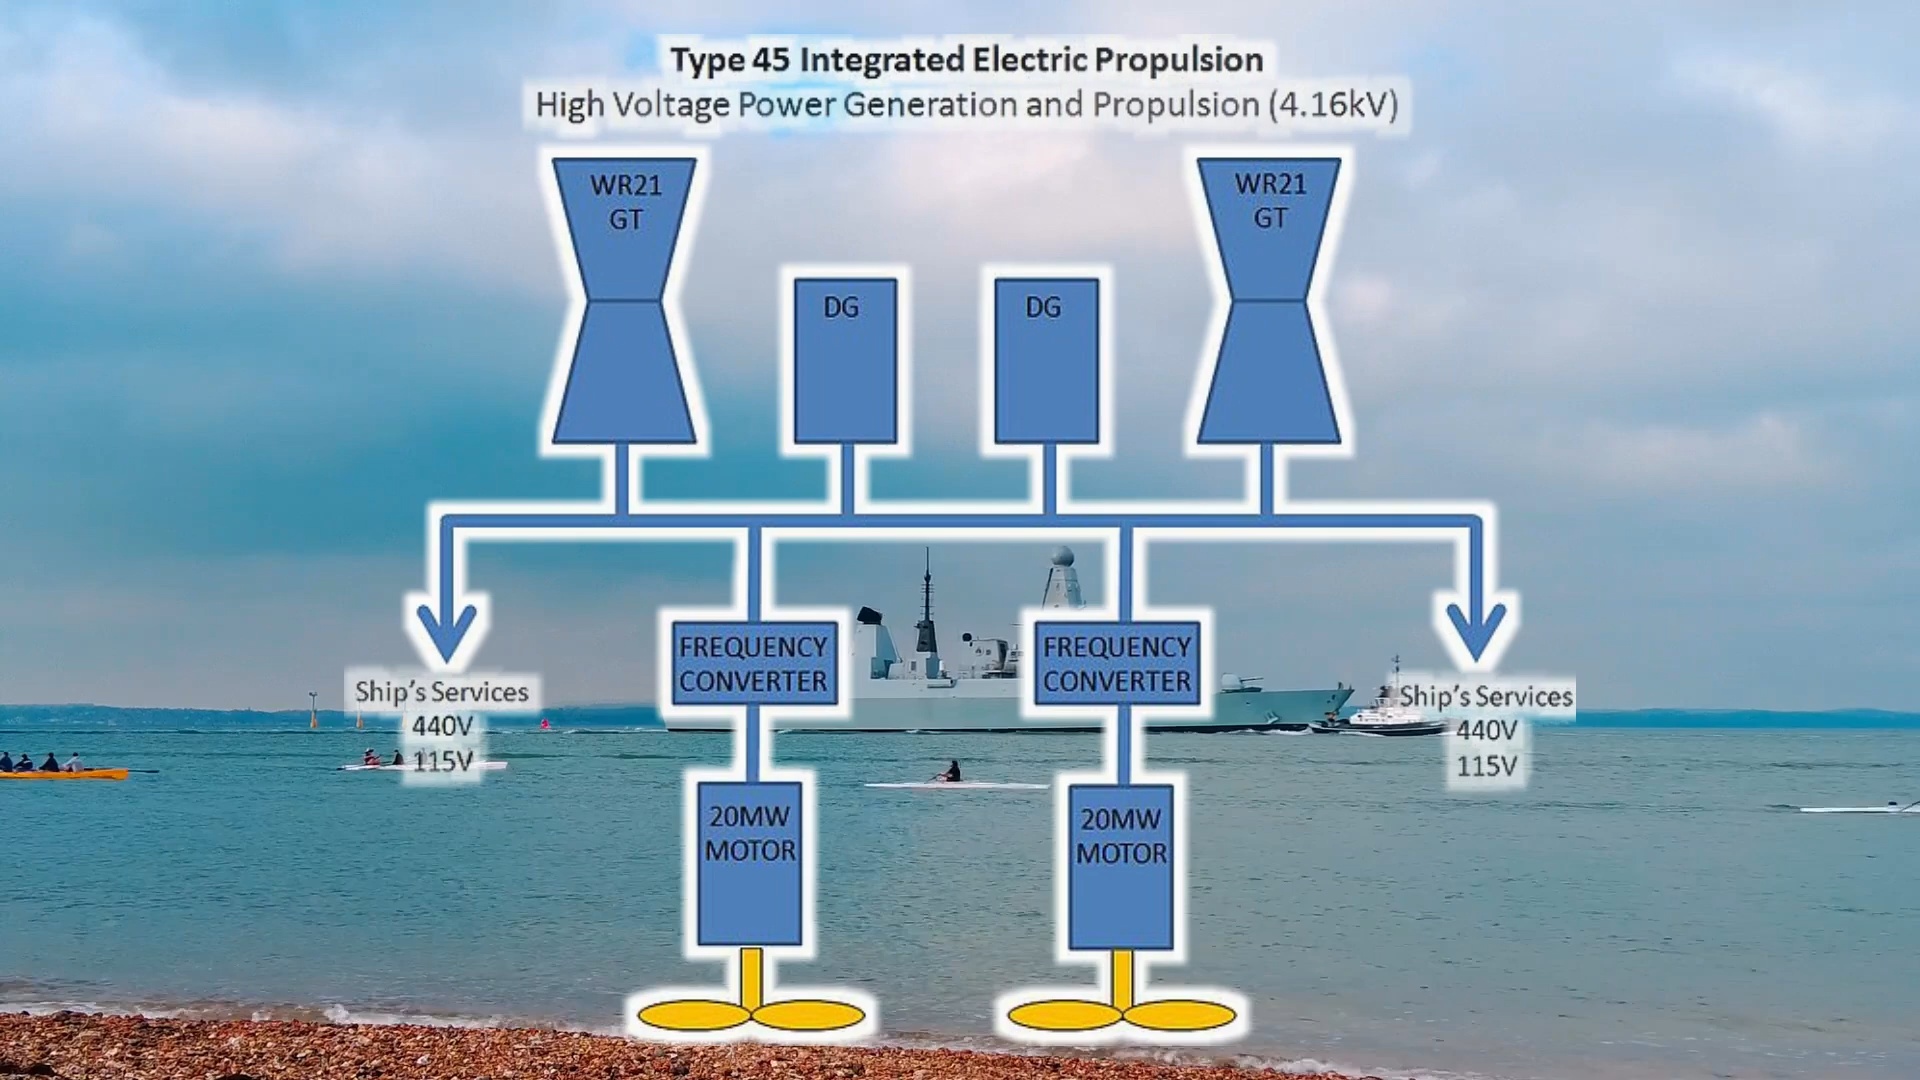 Type 45 Integrated Electric Propulsion
High Voltage Power Generation and Propulsion (4.16kV)
WR21
GT
DG
DG
WR21
GT
Ship's Services
440V
115V
FREQUENCY
CONVERTER
FREQUENCY
CONVERTER
Ship's Services
440V
115V
20MW
MOTOR
20MW
MOTOR